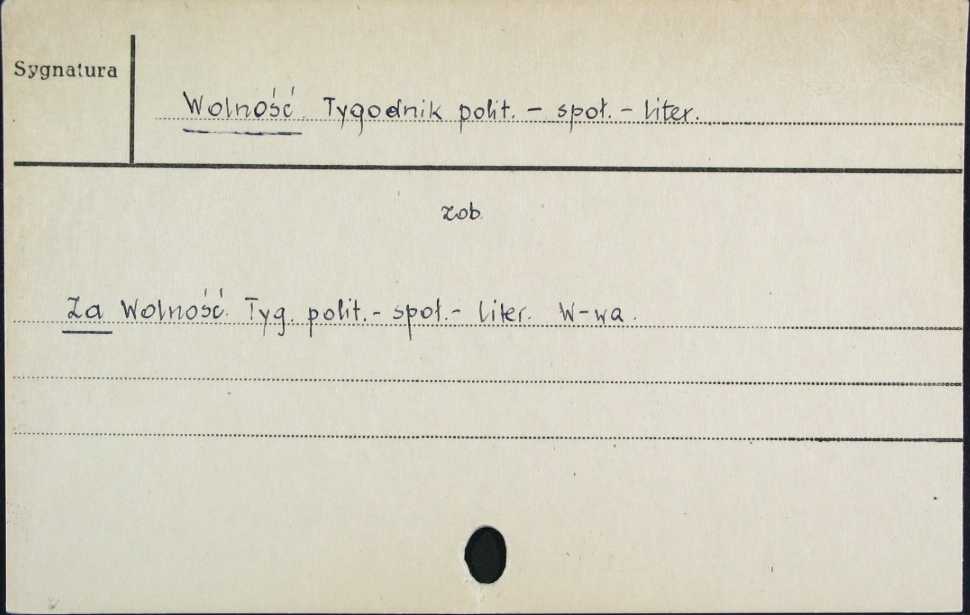 Sygnatura
Wolność. Tygodnik polit. - społ. - liter.
zob.
Za Wolność. Tyg. polit. - społ. - liter. W-wa.